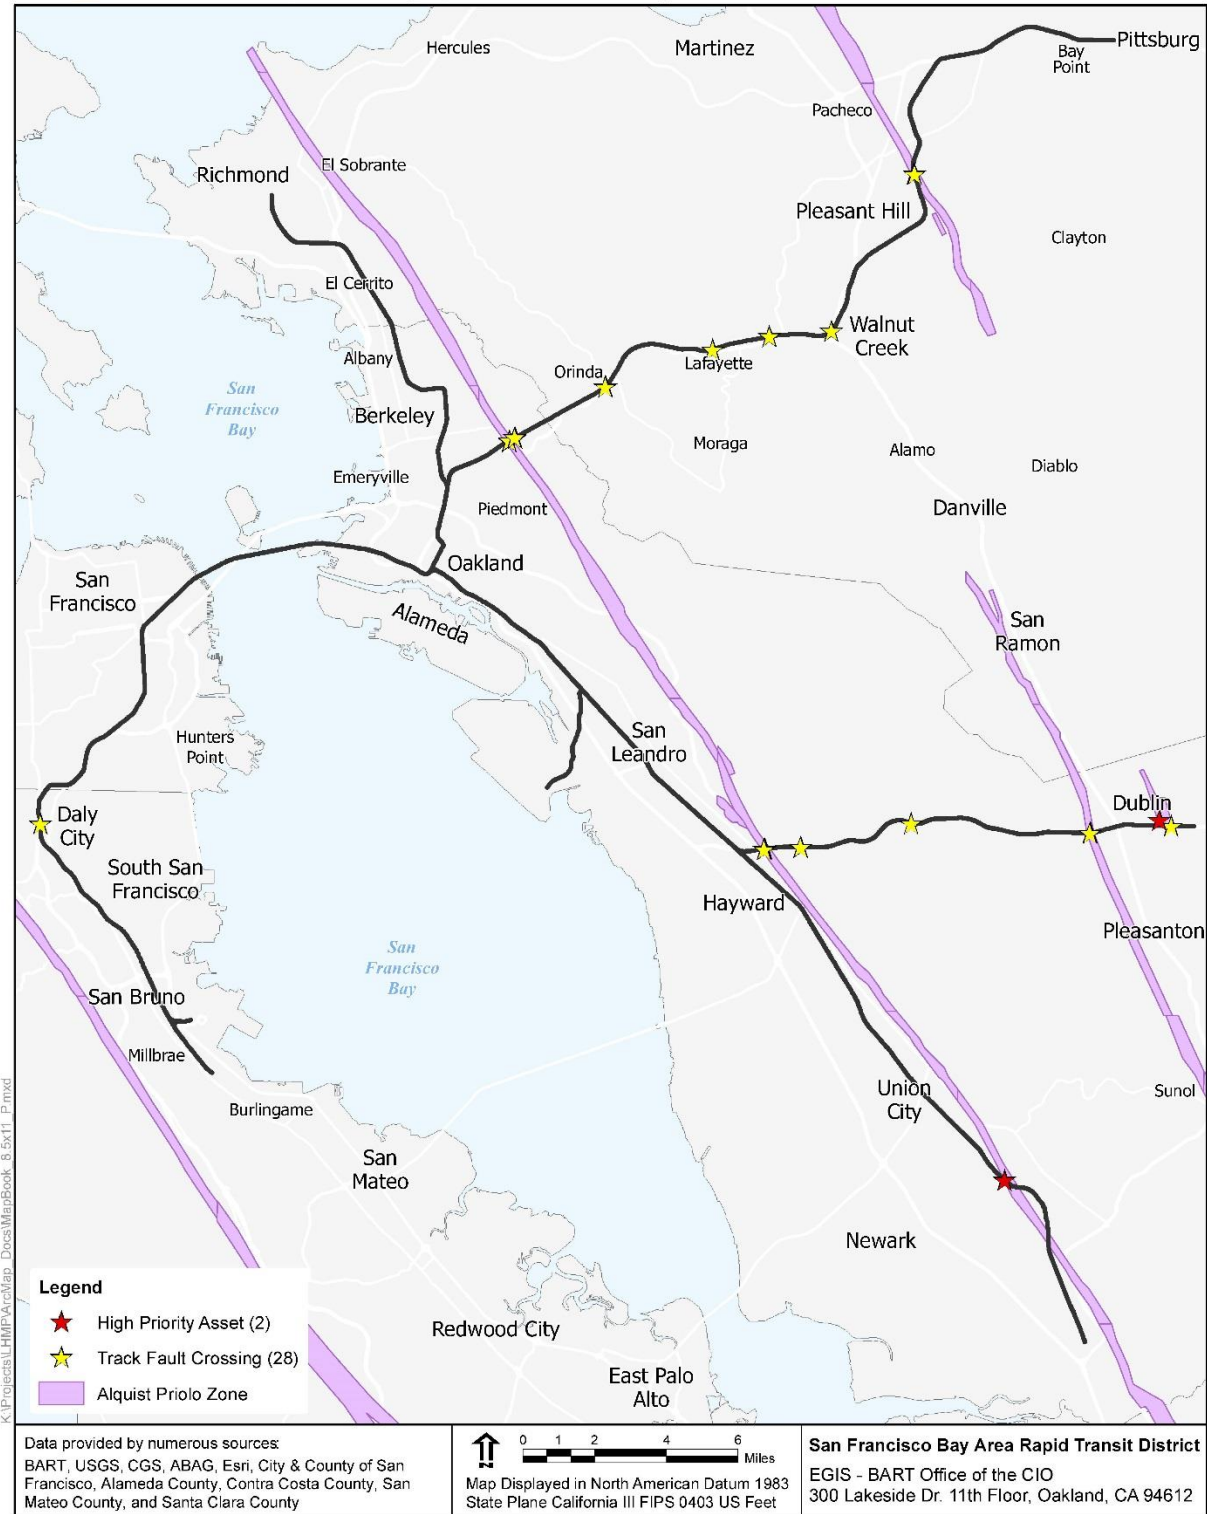 Hercules
Martinez
Pittsburg
Bay
Point
Pacheco
El Sobrante
Richmond
Pleasant Hill
Clayton
El Cerrito
Walnut
Creek
Albany
Lafayette
Orinda
San
Francisco
Bay
Berkeley
Moraga
Alamo
Diablo
Emeryville
Piedmont
Danville
Oakland
San
Francisco
Alameda
San
Ramon
Hunters
Point
San
Leandro
Dublin
Daly
City
South San
Francisco
Hayward
Pleasanton
San
Francisco
Bay
San Bruno
Millbrae
Union
City
Sunol
Burlingame
San
Mateo
Newark
Redwood City
East Palo
Alto
Legend
High Priority Asset (2)
Track Fault Crossing (28)
Alquist Priolo Zone
K:\Projects\LHMP\ArcMap_Docs\MapBook_8.5x11_P.mxd
Data provided by numerous sources:
BART, USGS, CGS, ABAG, Esri, City & County of San
Francisco, Alameda County, Contra Costa County, San
Mateo County, and Santa Clara County
0 1 2 4 6
Miles
Map Displayed in North American Datum 1983
State Plane California III FIPS 0403 US Feet
San Francisco Bay Area Rapid Transit District
EGIS - BART Office of the CIO
300 Lakeside Dr. 11th Floor, Oakland, CA 94612